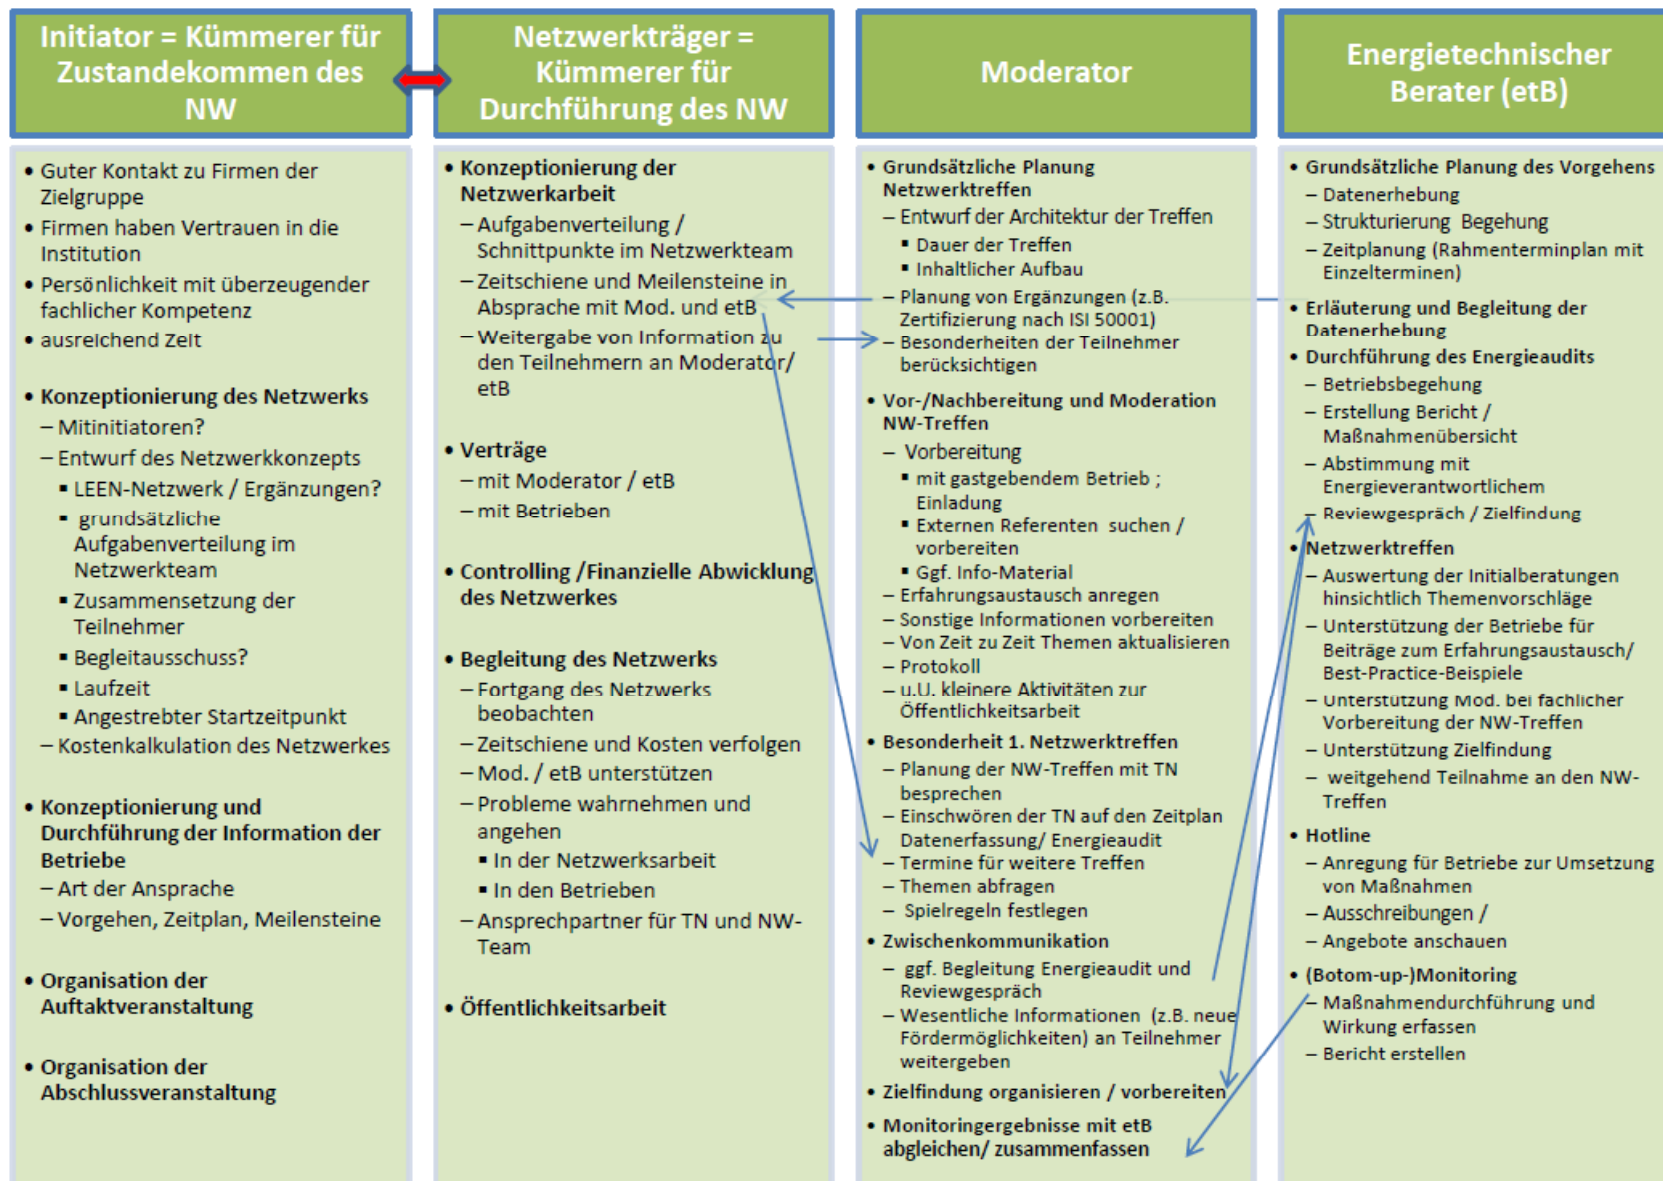 Initiator = Kümmerer für
Zustandekommen des
NW
• Guter Kontakt zu Firmen der
Zielgruppe
• Firmen haben Vertrauen in die
Institution
• Persönlichkeit mit überzeugender
fachlicher Kompetenz
• ausreichend Zeit
• Konzeptionierung des Netzwerks
– Mitinitiatoren?
– Entwurf des Netzwerkkonzepts
▪ LEEN-Netzwerk / Ergänzungen?
▪ grundsätzliche
Aufgabenverteilung im
Netzwerkteam
▪ Zusammensetzung der
Teilnehmer
▪ Begleitausschuss?
▪ Laufzeit
▪ Angestrebter Startzeitpunkt
– Kostenkalkulation des Netzwerkes
• Konzeptionierung und
Durchführung der Information der
Betriebe
– Art der Ansprache
– Vorgehen, Zeitplan, Meilensteine
• Organisation der
Auftaktveranstaltung
• Organisation der
Abschlussveranstaltung
Netzwerkträger =
Kümmerer für
Durchführung des NW
• Konzeptionierung der
Netzwerkarbeit
– Aufgabenverteilung /
Schnittpunkte im Netzwerkteam
– Zeitschiene und Meilensteine in
Absprache mit Mod. und etB
– Weitergabe von Information zu
den Teilnehmern an Moderator/
etB
• Verträge
– mit Moderator / etB
– mit Betrieben
• Controlling /Finanzielle Abwicklung
des Netzwerkes
• Begleitung des Netzwerks
– Fortgang des Netzwerks
beobachten
– Zeitschiene und Kosten verfolgen
– Mod. / etB unterstützen
– Probleme wahrnehmen und
angehen
▪ In der Netzwerksarbeit
▪ In den Betrieben
– Ansprechpartner für TN und NW-
Team
• Öffentlichkeitsarbeit
Moderator
• Grundsätzliche Planung
Netzwerktreffen
– Entwurf der Architektur der Treffen
▪ Dauer der Treffen
▪ Inhaltlicher Aufbau
– Planung von Ergänzungen (z.B.
Zertifizierung nach ISI 50001)
– Besonderheiten der Teilnehmer
berücksichtigen
• Vor-/Nachbereitung und Moderation
NW-Treffen
– Vorbereitung
▪ mit gastgebendem Betrieb ;
Einladung
▪ Externen Referenten suchen /
vorbereiten
▪ Ggf. Info-Material
– Erfahrungsaustausch anregen
– Sonstige Informationen vorbereiten
– Von Zeit zu Zeit Themen aktualisieren
– Protokoll
– u.U. kleinere Aktivitäten zur
Öffentlichkeitsarbeit
• Besonderheit 1. Netzwerktreffen
– Planung der NW-Treffen mit TN
besprechen
– Einschwören der TN auf den Zeitplan
Datenerfassung/ Energieaudit
– Termine für weitere Treffen
– Themen abfragen
– Spielregeln festlegen
• Zwischenkommunikation
– ggf. Begleitung Energieaudit und
Reviewgespräch
– Wesentliche Informationen (z.B. neue
Fördermöglichkeiten) an Teilnehmer
weitergeben
• Zielfindung organisieren / vorbereiten
• Monitoringergebnisse mit etB
abgleichen/ zusammenfassen
Energietechnischer
Berater (etB)
• Grundsätzliche Planung des Vorgehens
– Datenerhebung
– Strukturierung Begehung
– Zeitplanung (Rahmenterminplan mit
Einzelterminen)
• Erläuterung und Begleitung der
Datenerhebung
• Durchführung des Energieaudits
– Betriebsbegehung
– Erstellung Bericht /
Maßnahmenübersicht
– Abstimmung mit
Energieverantwortlichem
– Reviewgespräch / Zielfindung
• Netzwerktreffen
– Auswertung der Initialberatungen
hinsichtlich Themenvorschläge
– Unterstützung der Betriebe für
Beiträge zum Erfahrungsaustausch/
Best-Practice-Beispiele
– Unterstützung Mod. bei fachlicher
Vorbereitung der NW-Treffen
– Unterstützung Zielfindung
– weitgehend Teilnahme an den NW-
Treffen
• Hotline
– Anregung für Betriebe zur Umsetzung
von Maßnahmen
– Ausschreibungen /
– Angebote anschauen
• (Botom-up-)Monitoring
– Maßnahmendurchführung und
Wirkung erfassen
– Bericht erstellen